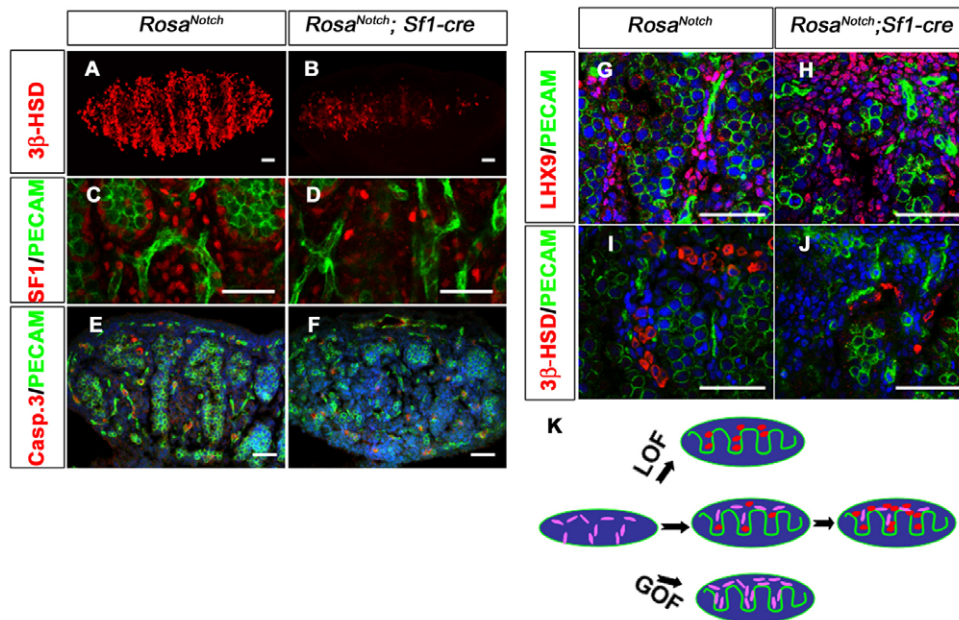 Rosa^Notch
Rosa^Notch; Sf1-cre
3β-HSD
A
B
SF1/PECAM
C
D
Casp.3/PECAM
E
F
Rosa^Notch
Rosa^Notch;Sf1-cre
LHX9/PECAM
G
H
3β-HSD/PECAM
I
J
K
LOF
GOF